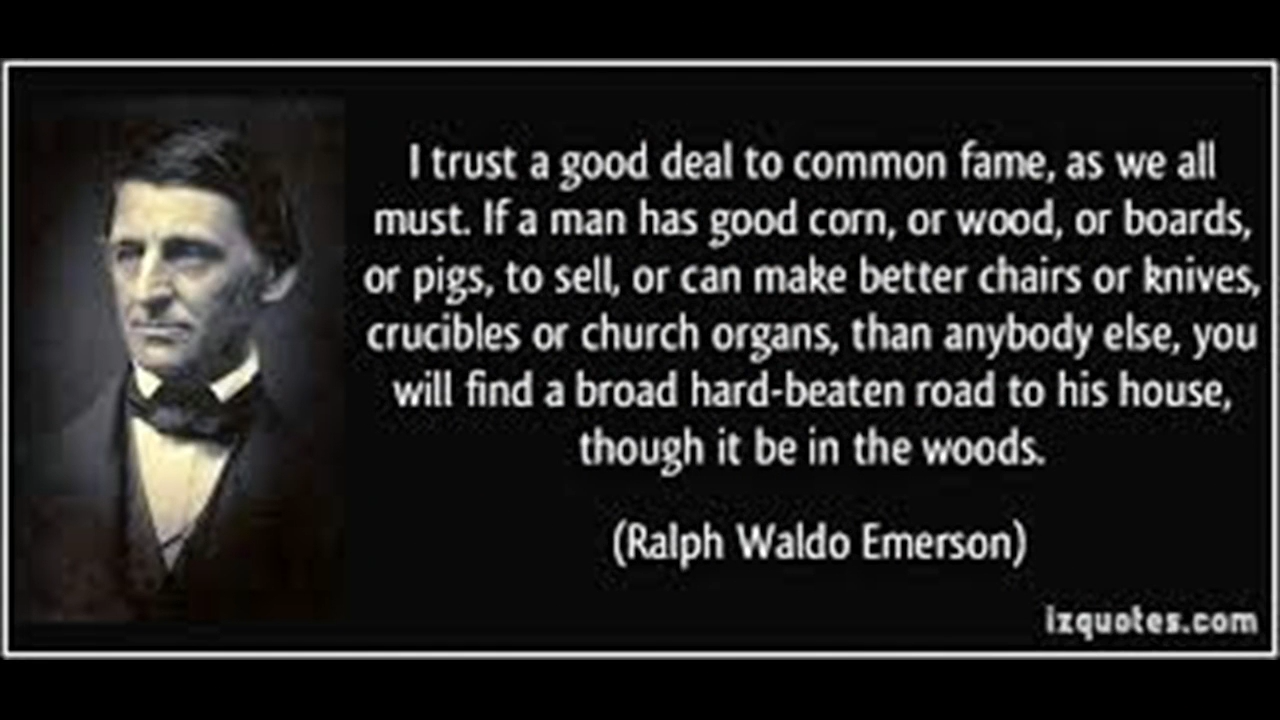 I trust a good deal to common fame, as we all
must. If a man has good corn, or wood, or boards,
or pigs, to sell, or can make better chairs or knives,
crucibles or church organs, than anybody else, you
will find a broad hard-beaten road to his house,
though it be in the woods.
(Ralph Waldo Emerson)
izquotes.com